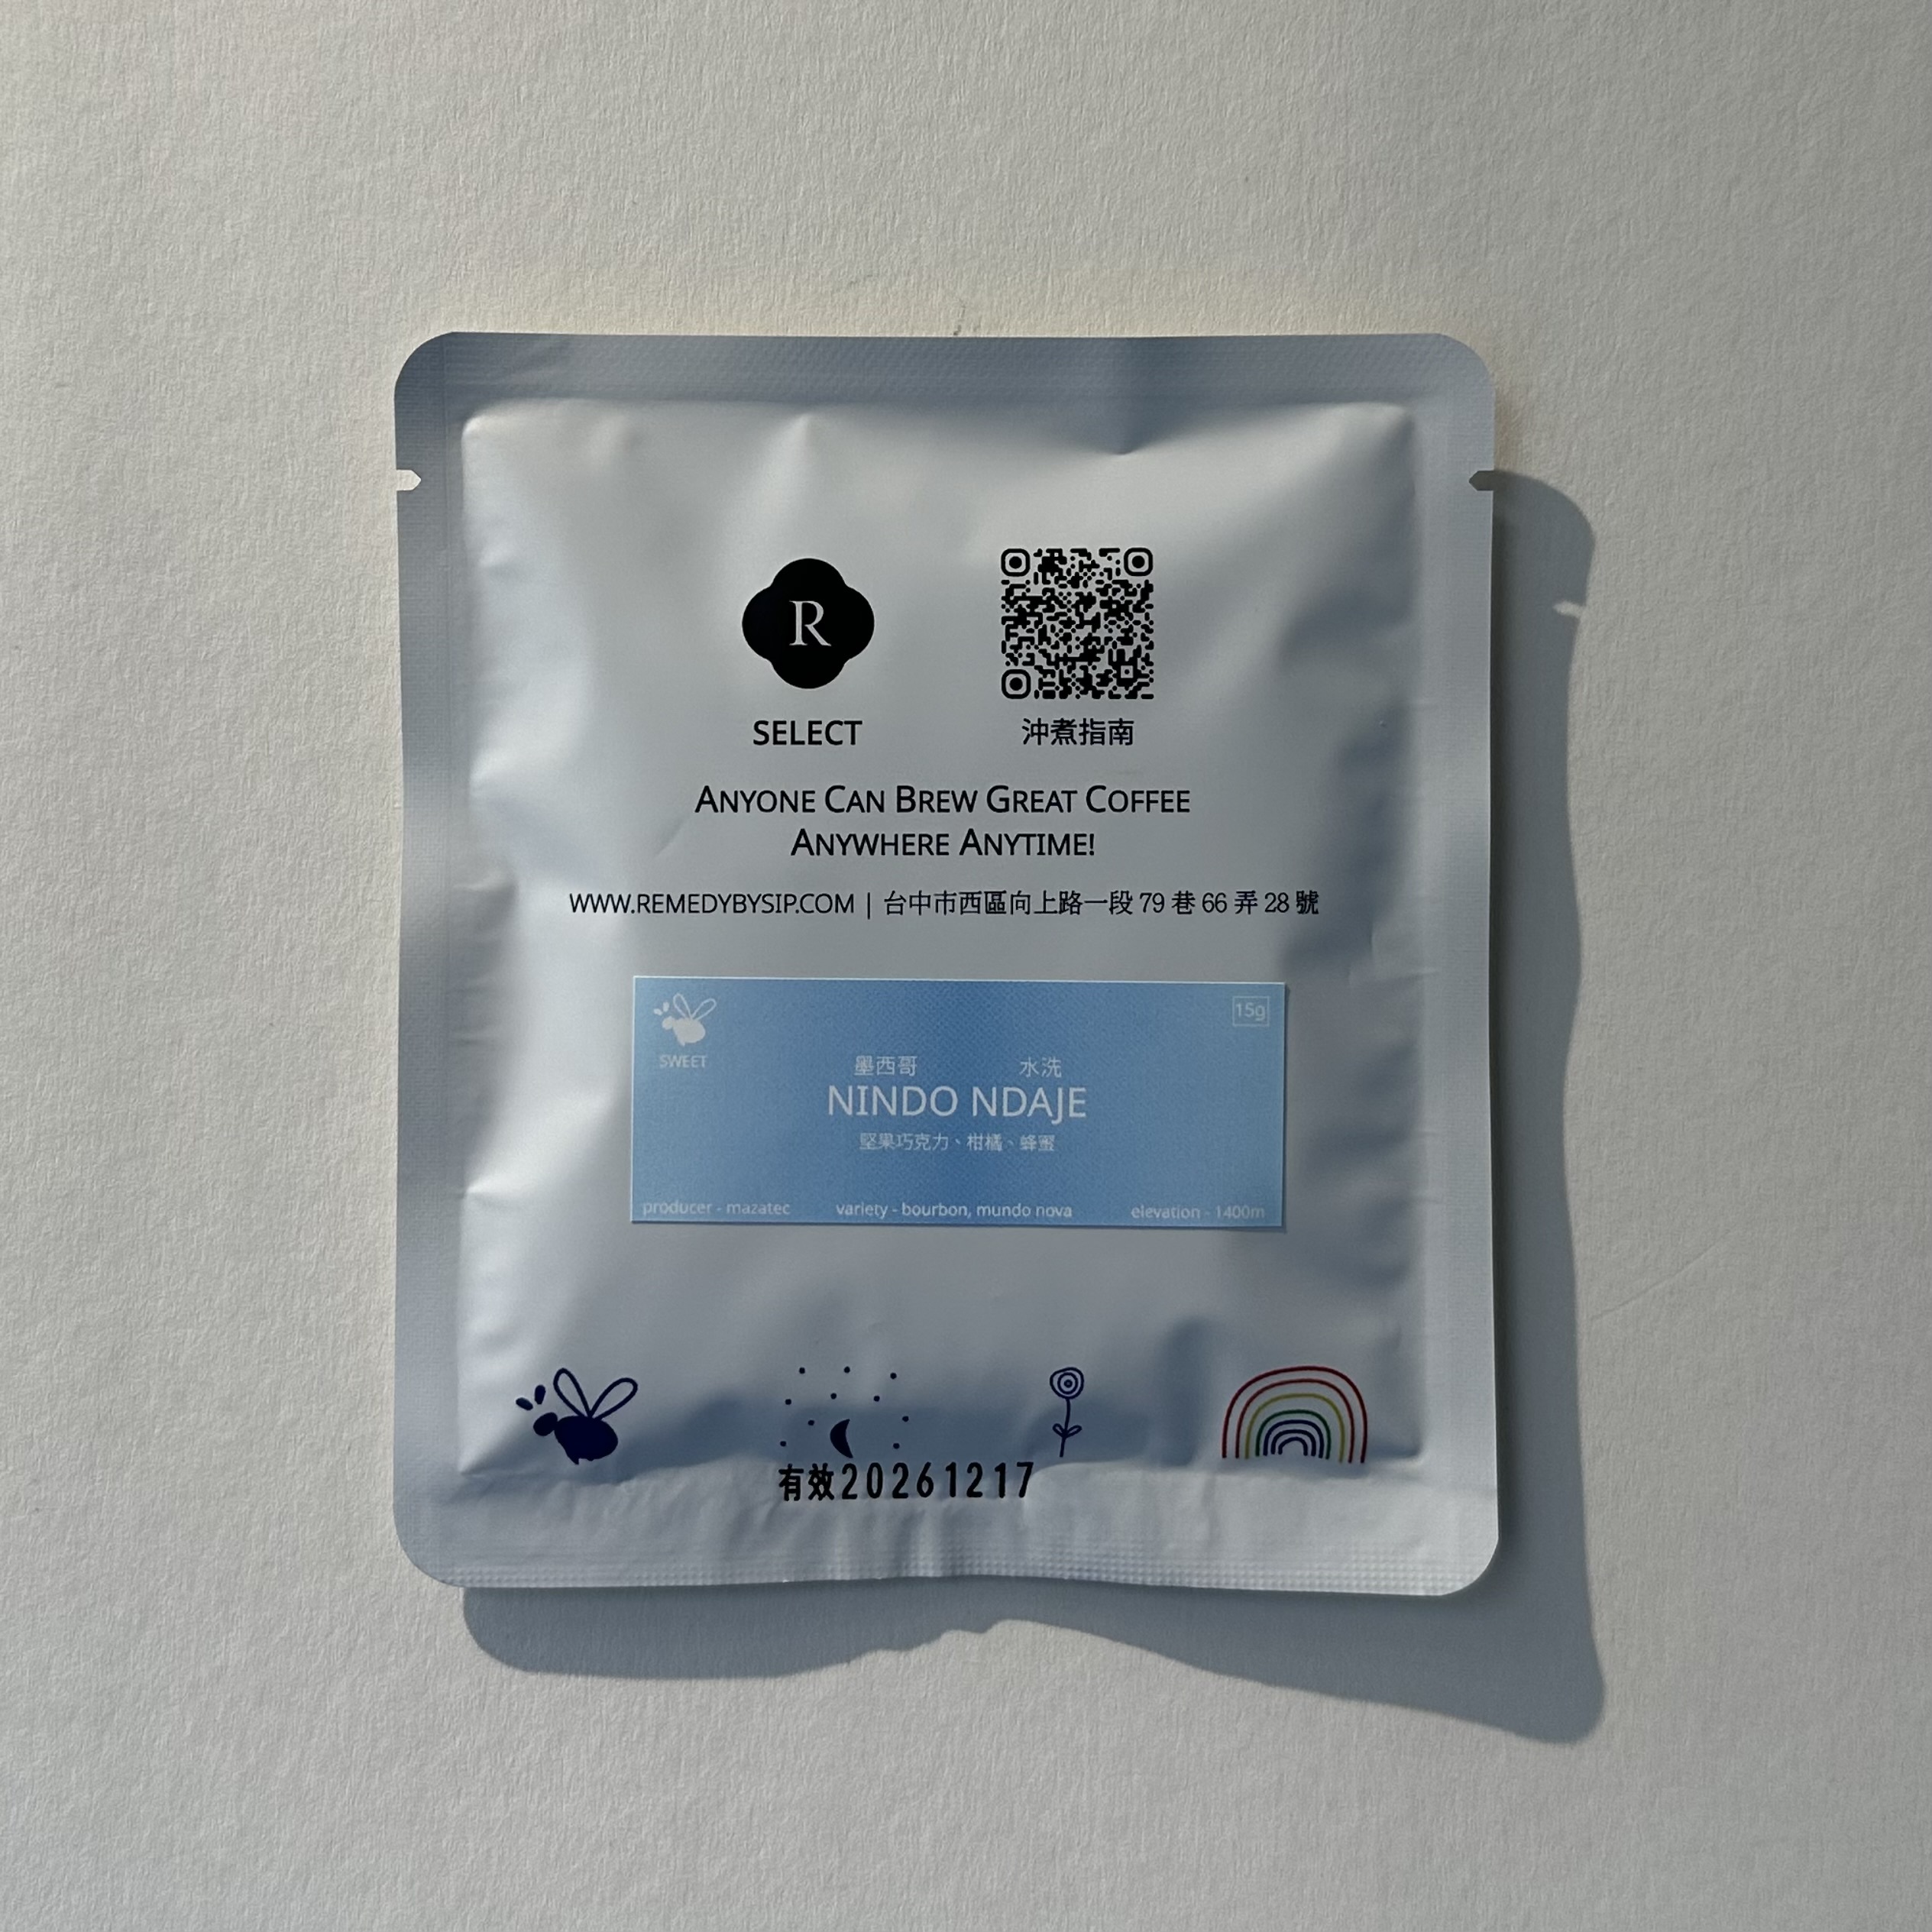 R
SELECT
沖煮指南
ANYONE CAN BREW GREAT COFFEE
ANYWHERE ANYTIME!
WWW.REMEDYBYSIP.COM | 台中市西區向上路一段 79 巷 66 弄 28 號
SWEET
15g
墨西哥 水洗
NINDO NDAJE
堅果巧克力、柑橘、蜂蜜
producer - mazatec variety - bourbon, mundo nova elevation - 1400m
有效20261217